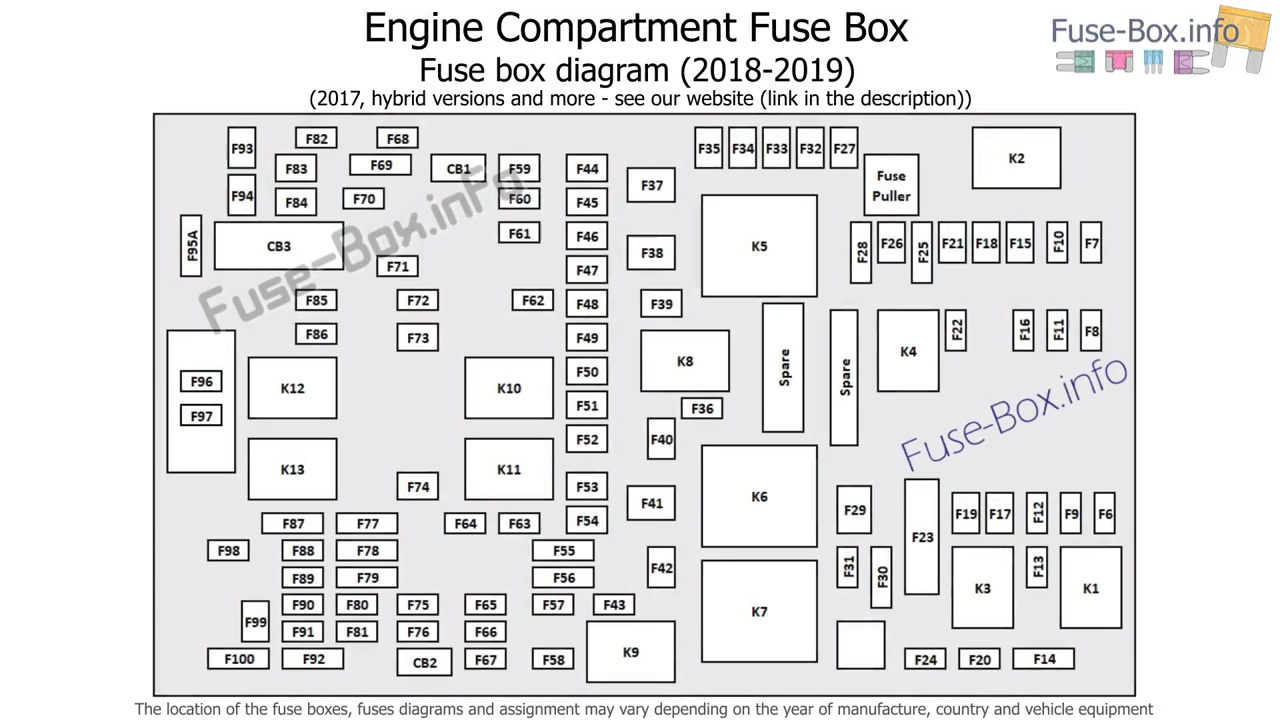 Engine Compartment Fuse Box
Fuse-Box.info
Fuse box diagram (2018-2019)
(2017, hybrid versions and more - see our website (link in the description))
F93 F82 F68 F35 F34 F33 F32 F27 K2
F83 F69 CB1 F59 F44 F37 Fuse
Puller
F94 F84 F70 F60 F45
F95A CB3 F61 F46 F38 K5 F28 F26 F25 F21 F18 F15 F10 F7
F71 F47
Fuse-Box.info
F85 F72 F62 F48 F39
F86 F73 F49 K8 Spare Spare K4 F22 F16 F11 F8
F96 K12 K10 F50
F97 F51 F36
Fuse-Box.info
F52 F40
K13 K11
F74 F53 F41 K6 F29 F23 F19 F17 F12 F9 F6
F87 F77 F64 F63 F54
F98 F88 F78 F55
F89 F79 F56 F42 F31 F30 F13
F99 F90 F80 F75 F65 F57 F43 K7 K3 K1
F91 F81 F76 F66
F100 F92 CB2 F67 F58 K9 F24 F20 F14
The location of the fuse boxes, fuses diagrams and assignment may vary depending on the year of manufacture, country and vehicle equipment